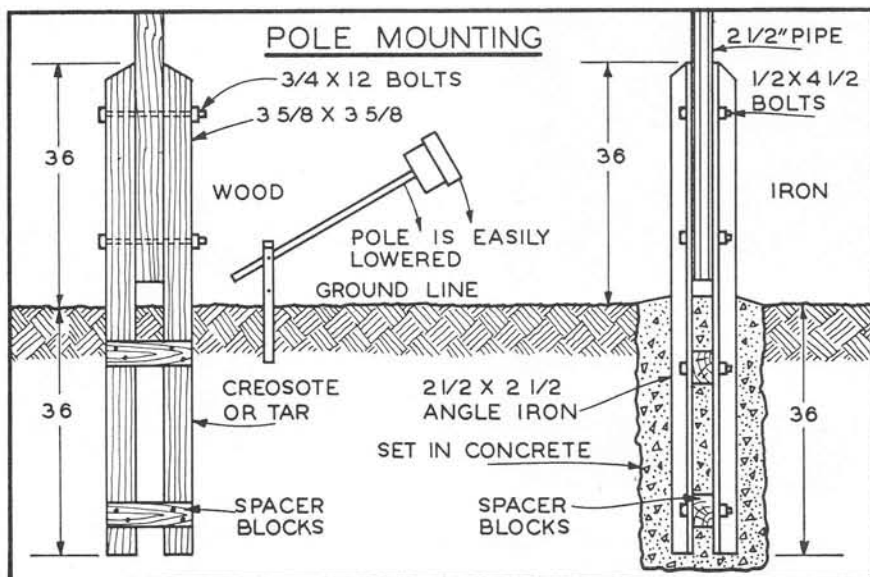 POLE MOUNTING
2 1/2" PIPE
3/4 X 12 BOLTS
3 5/8 X 3 5/8
1/2 X 4 1/2
BOLTS
36
WOOD
36
IRON
POLE IS EASILY
LOWERED
GROUND LINE
36
CREOSOTE
OR TAR
2 1/2 X 2 1/2
ANGLE IRON
36
SET IN CONCRETE
SPACER
BLOCKS
SPACER
BLOCKS